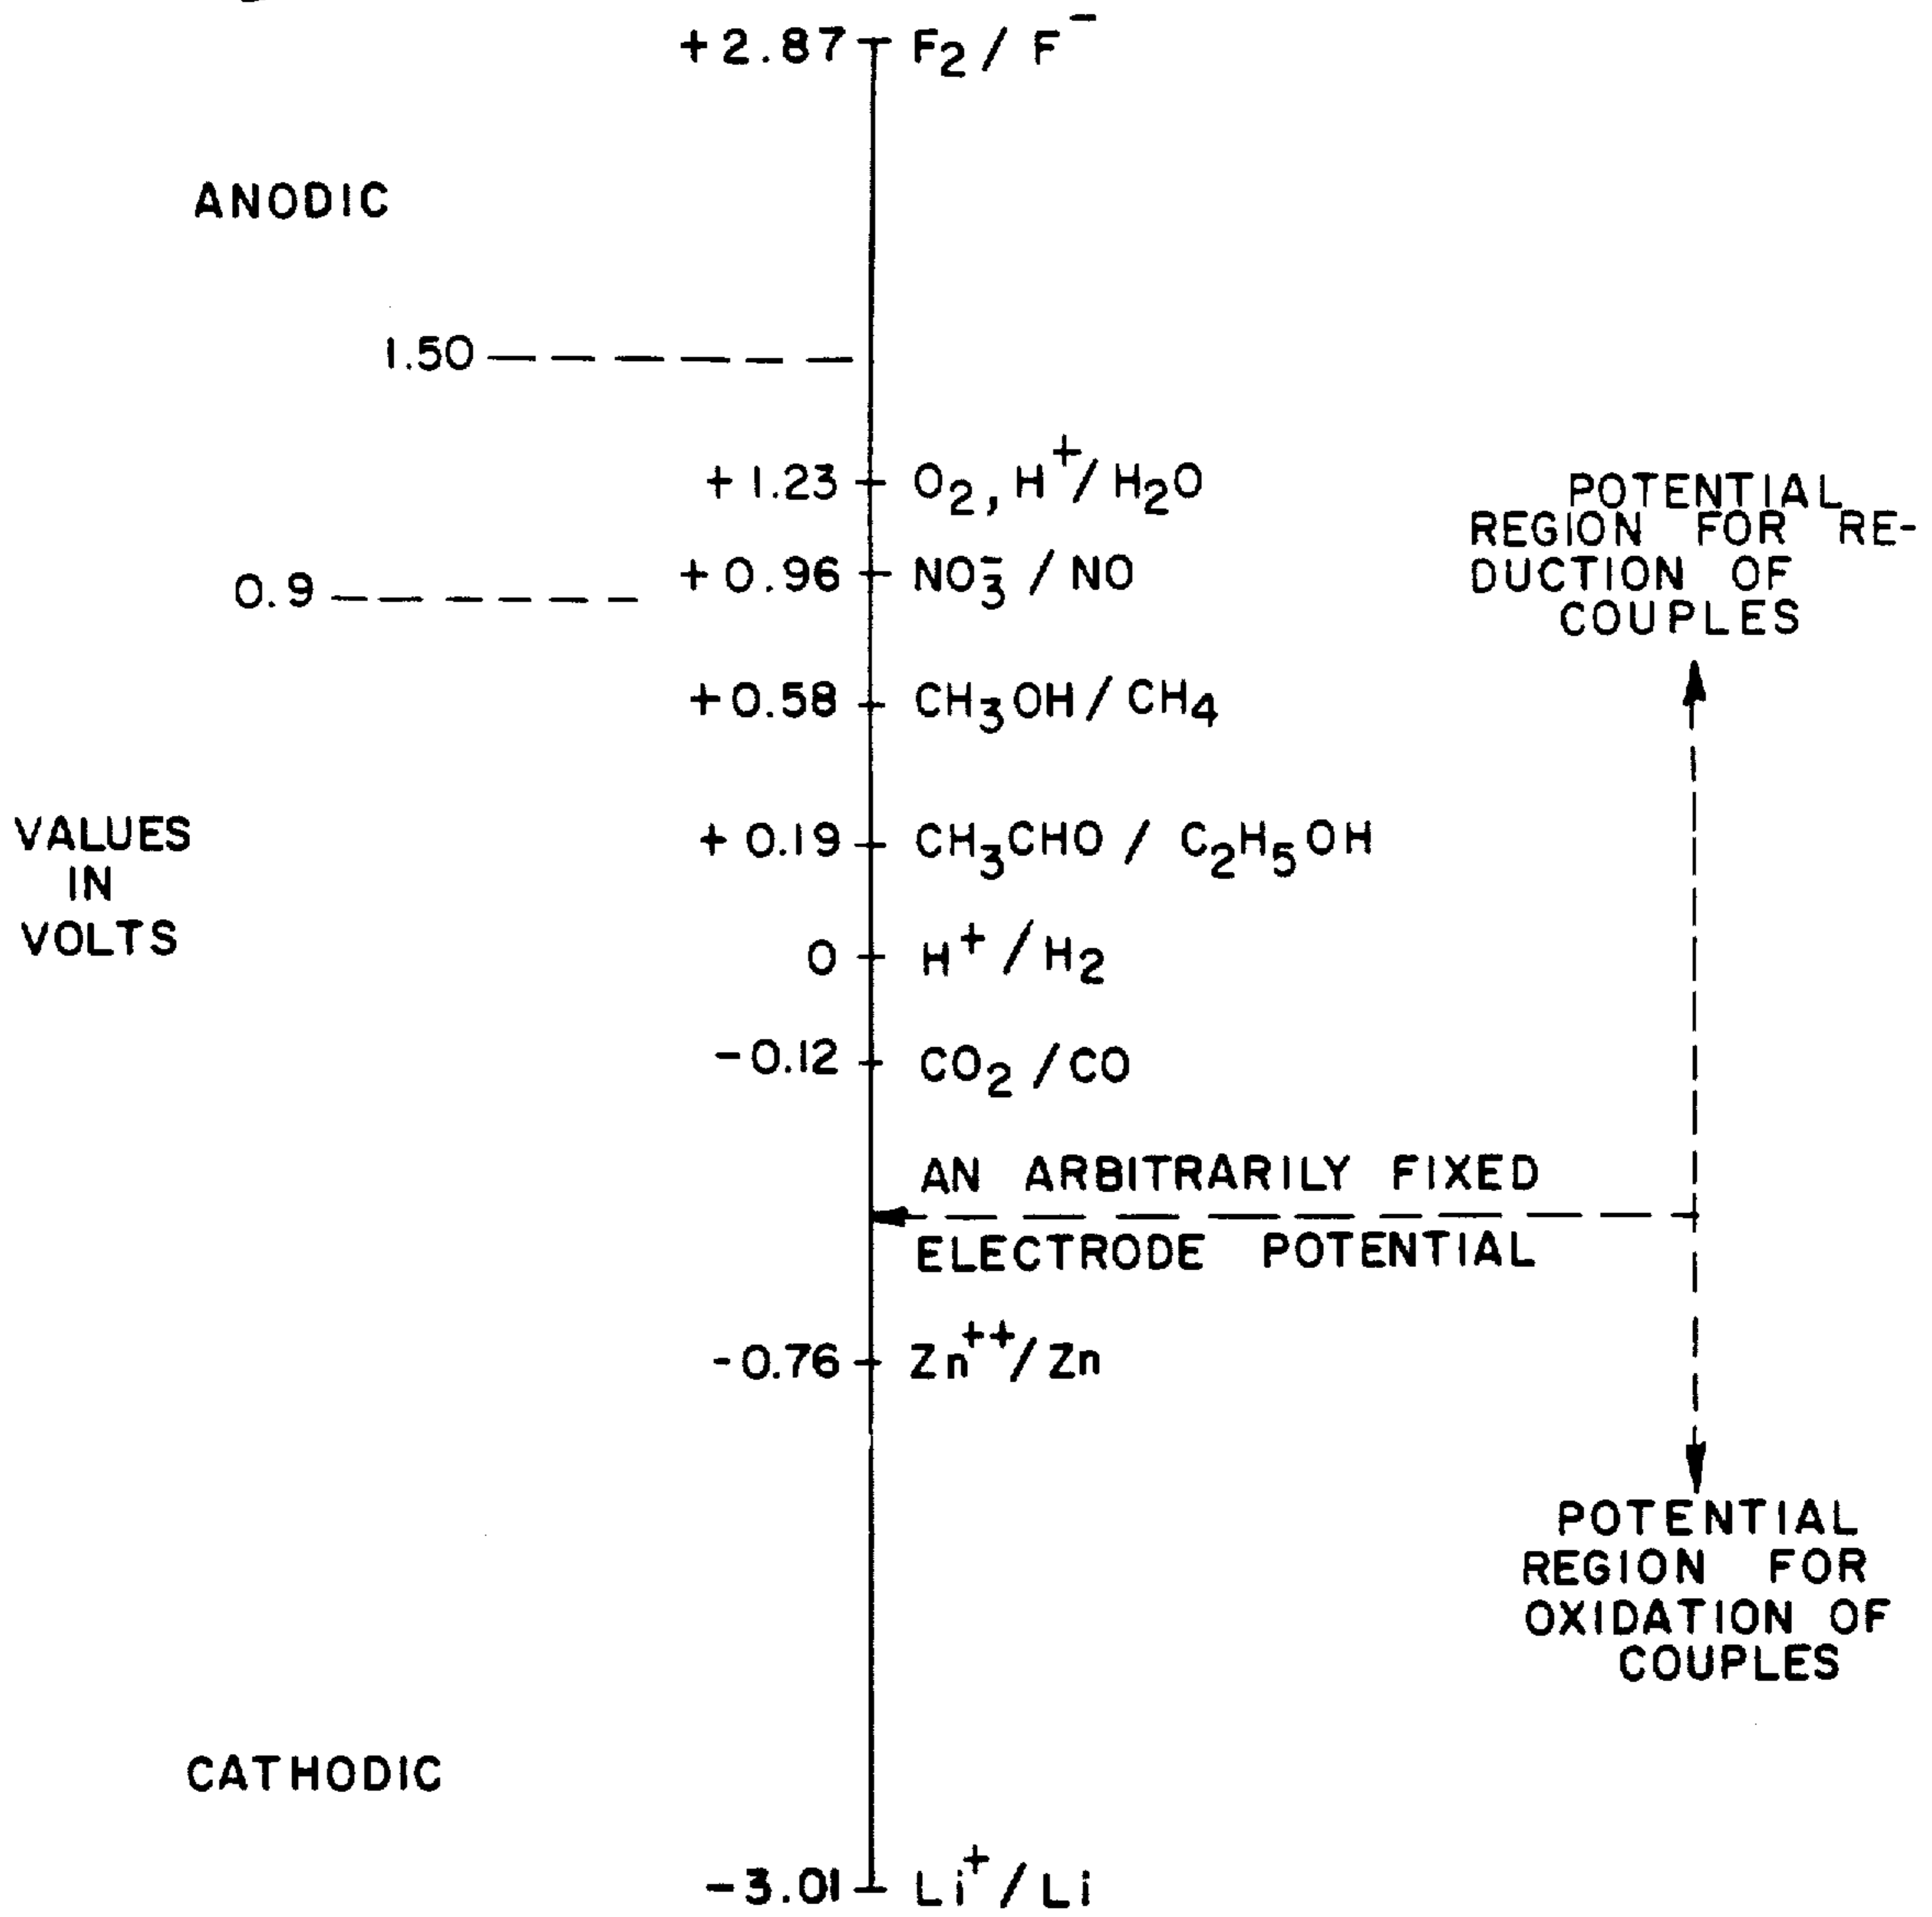 +2.87 F₂ / F⁻
ANODIC
1.50
+1.23 O₂, H⁺/H₂O
POTENTIAL
REGION FOR RE-
DUCTION OF
COUPLES
+0.96 NO₃⁻ / NO
0.9
+0.58 CH₃OH / CH₄
VALUES
IN
VOLTS
+0.19 CH₃CHO / C₂H₅OH
0 H⁺/H₂
-0.12 CO₂/CO
AN ARBITRARILY FIXED
ELECTRODE POTENTIAL
-0.76 Zn⁺⁺/Zn
POTENTIAL
REGION FOR
OXIDATION OF
COUPLES
CATHODIC
-3.01 Li⁺/Li